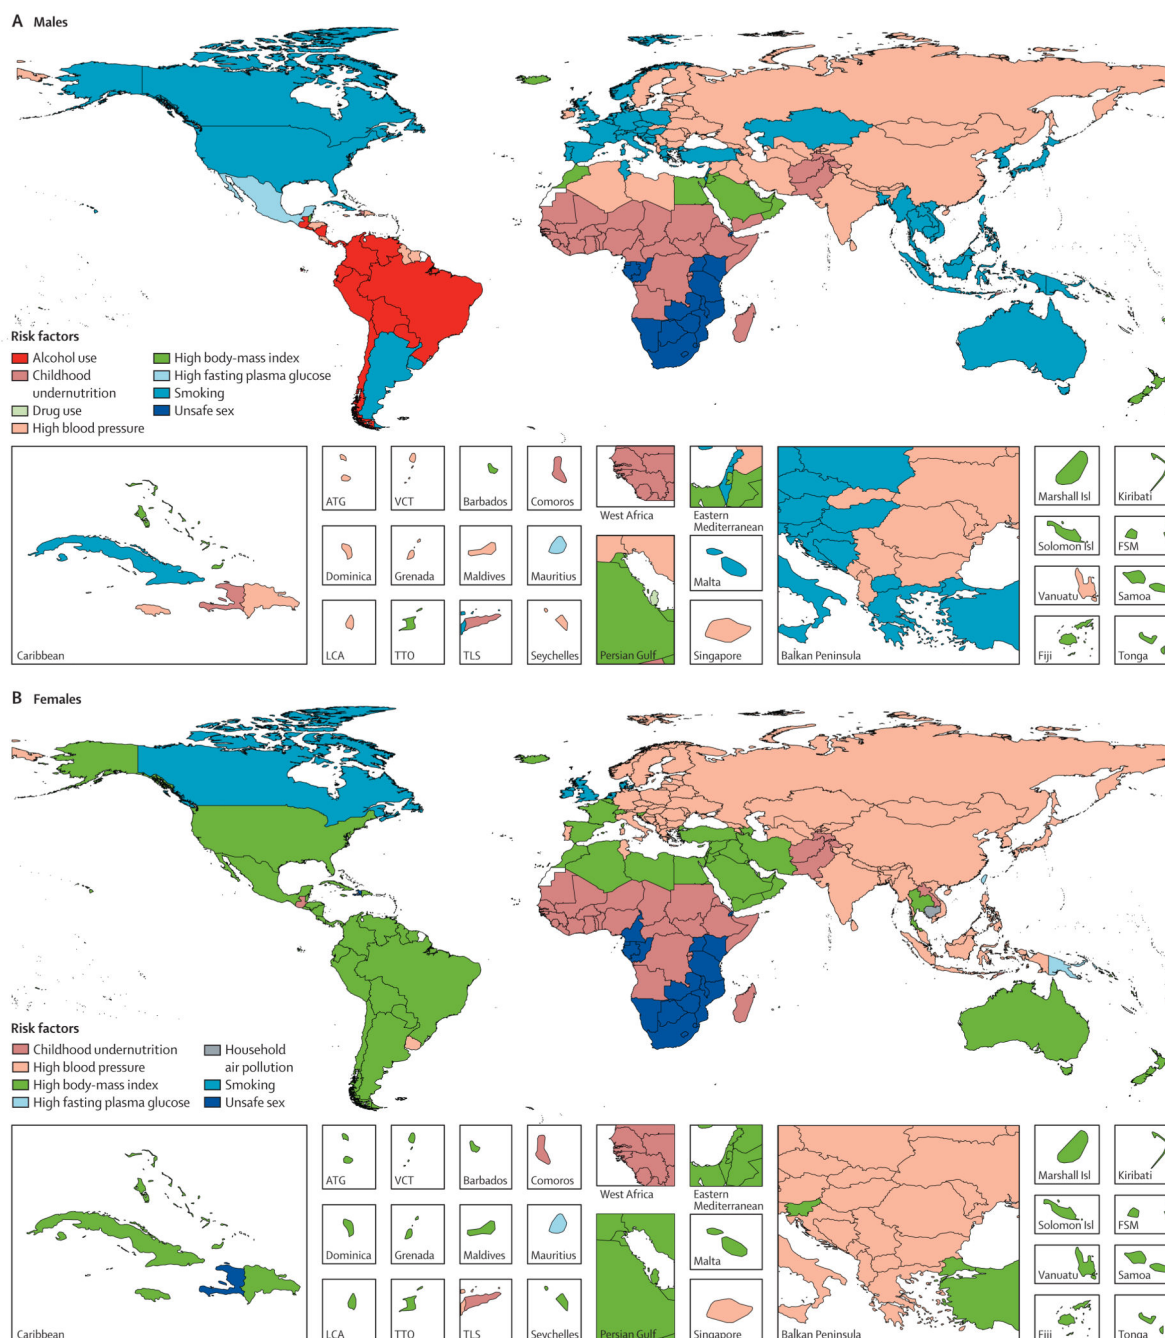 A Males
Risk factors
Alcohol use
Childhood
undernutrition
Drug use
High blood pressure
High body-mass index
High fasting plasma glucose
Smoking
Unsafe sex
Caribbean
ATG
VCT
Barbados
Comoros
Dominica
Grenada
Maldives
Mauritius
LCA
TTO
TLS
Seychelles
West Africa
Eastern
Mediterranean
Persian Gulf
Malta
Singapore
Balkan Peninsula
Marshall Isl
Kiribati
Solomon Isl
FSM
Vanuatu
Samoa
Fiji
Tonga
B Females
Risk factors
Childhood undernutrition
High blood pressure
High body-mass index
High fasting plasma glucose
Household
air pollution
Smoking
Unsafe sex
Caribbean
ATG
VCT
Barbados
Comoros
Dominica
Grenada
Maldives
Mauritius
LCA
TTO
TLS
Seychelles
West Africa
Eastern
Mediterranean
Persian Gulf
Malta
Singapore
Balkan Peninsula
Marshall Isl
Kiribati
Solomon Isl
FSM
Vanuatu
Samoa
Fiji
Tonga